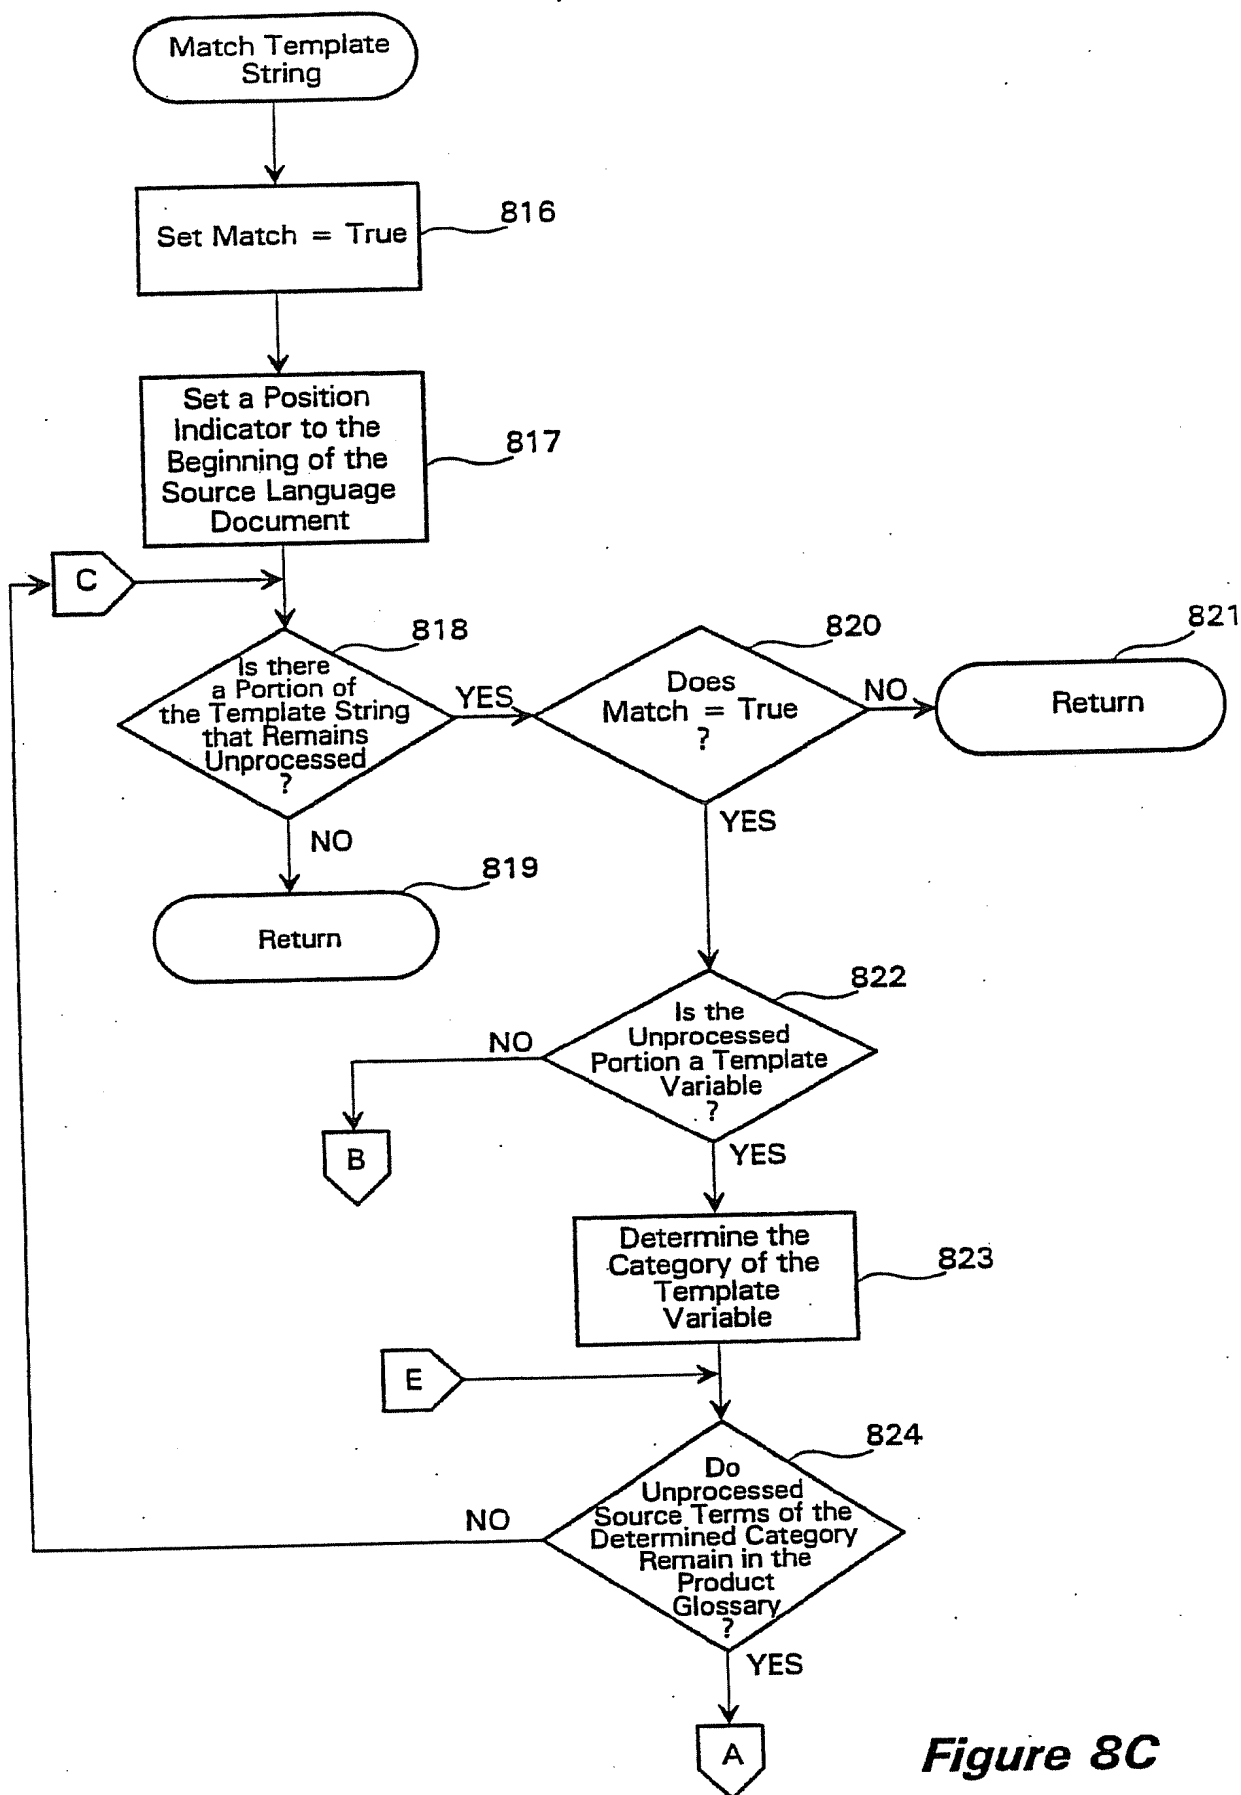 Match Template
String
Set Match = True
816
Set a Position
Indicator to the
Beginning of the
Source Language
Document
817
C
Is there
a Portion of
the Template String
that Remains
Unprocessed
?
818
YES
Does
Match = True
?
820
NO
Return
821
NO
Return
819
YES
Is the
Unprocessed
Portion a Template
Variable
?
822
NO
B
YES
Determine the
Category of the
Template
Variable
823
E
Do
Unprocessed
Source Terms of the
Determined Category
Remain in the
Product
Glossary
?
824
NO
YES
A
Figure 8C